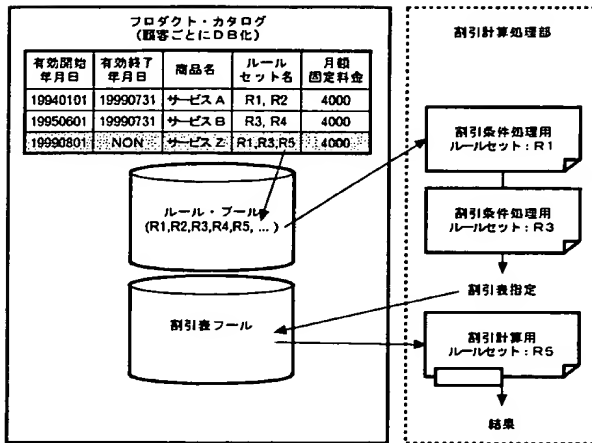 プロダクト・カタログ
(顧客ごとにＤＢ化)
有効開始年月日 有効終了年月日 商品名 ルールセット名 月額固定料金
19940101 19990731 サービスA R1, R2 4000
19950601 19990731 サービスB R3, R4 4000
19990801 NON サービスZ R1,R3,R5 4000
ルール・プール
(R1,R2,R3,R4,R5, ... )
割引表プール
割引計算処理部
割引条件処理用
ルールセット：R1
割引条件処理用
ルールセット：R3
割引表指定
割引計算用
ルールセット：R5
結果